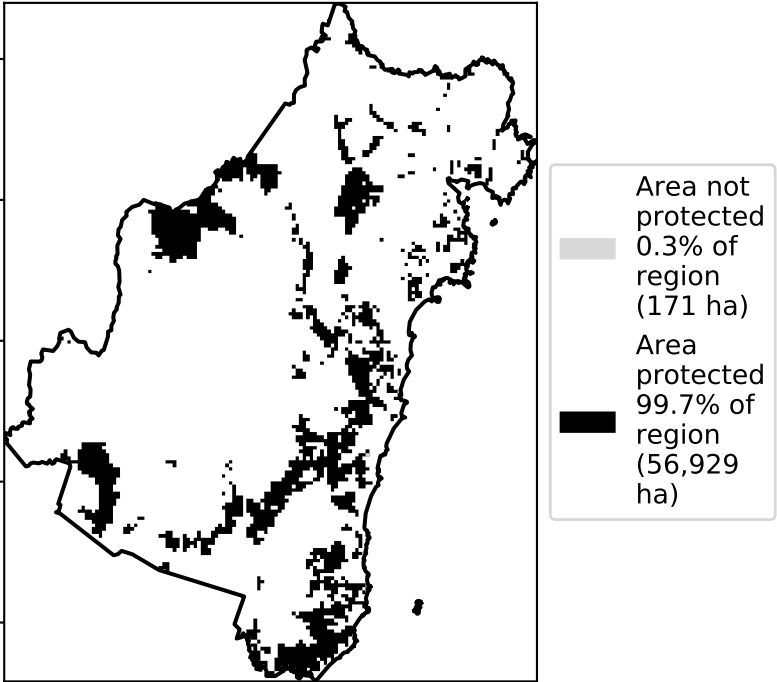 Area not
protected
0.3% of
region
(171 ha)
Area
protected
99.7% of
region
(56,929
ha)